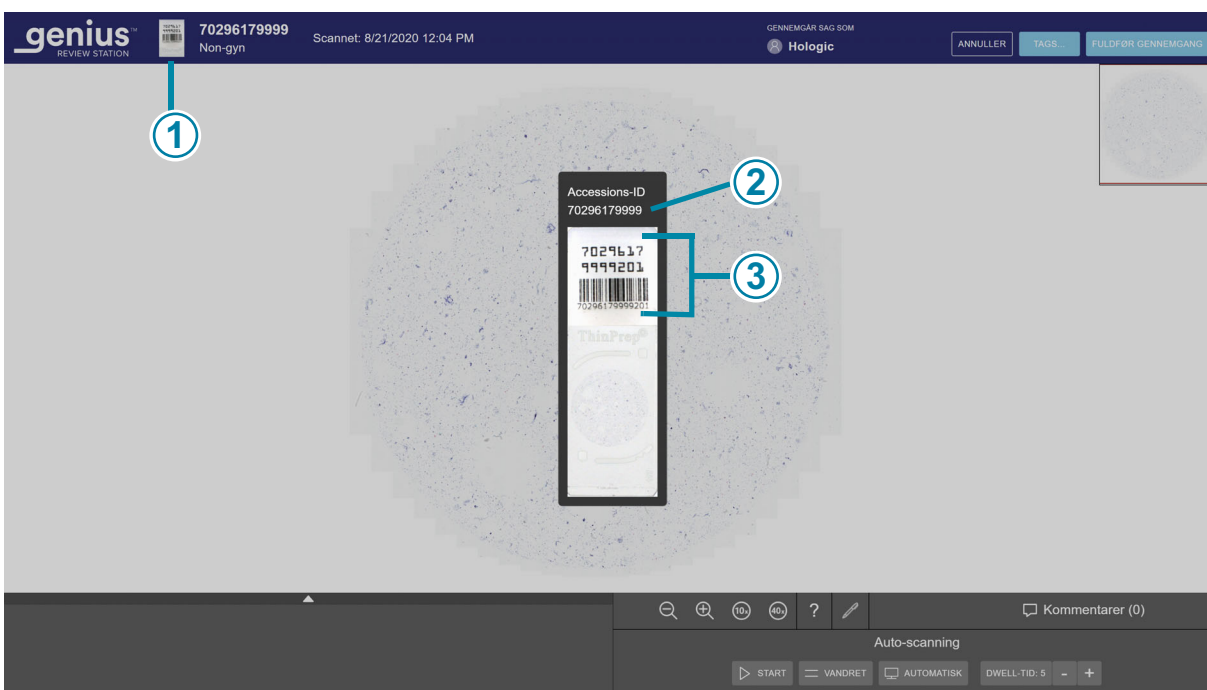 genius™
REVIEW STATION
70296179999
Non-gyn
Scannet: 8/21/2020 12:04 PM
GENNEMGÅR SAG SOM
Hologic
ANNULLER
TAGS...
FULDFØR GENNEMGANG
1
2
3
Accessions-ID
70296179999
7029617
9999201
70296179999201
ThinPrep®
10x
40x
?
Kommentarer (0)
Auto-scanning
START
VANDRET
AUTOMATISK
DWELL-TID: 5
-
+